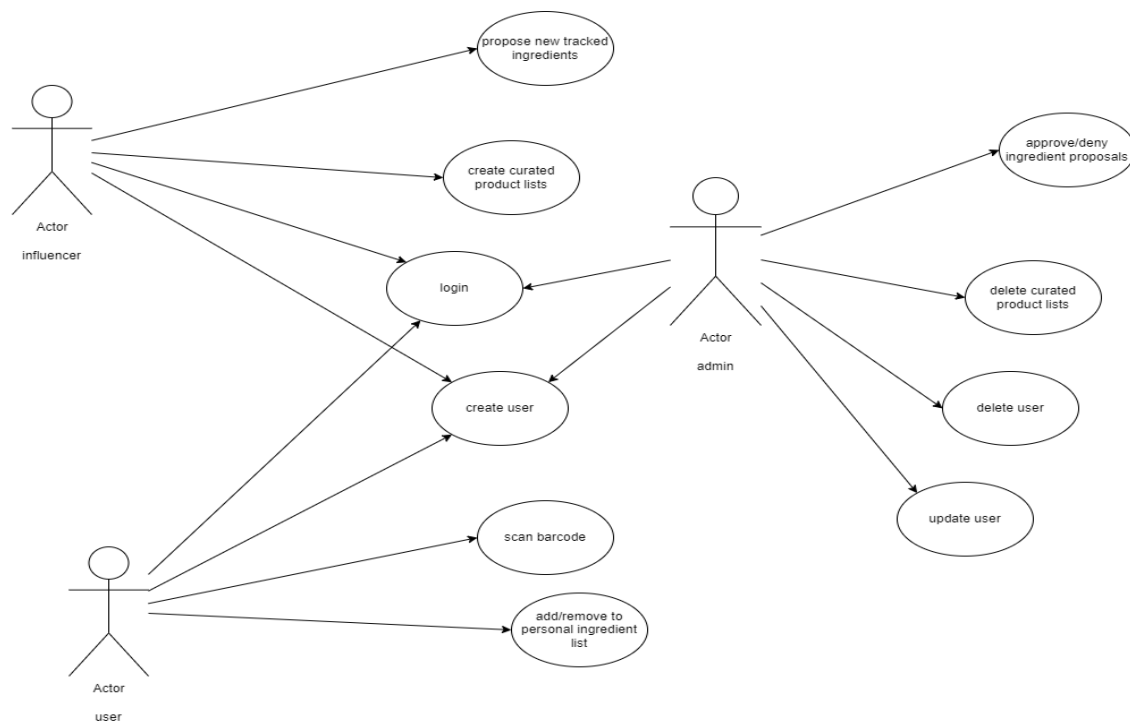 propose new tracked
ingredients
approve/deny
ingredient proposals
create curated
product lists
Actor
influencer
login
delete curated
product lists
Actor
admin
create user
delete user
update user
scan barcode
add/remove to
personal ingredient
list
Actor
user